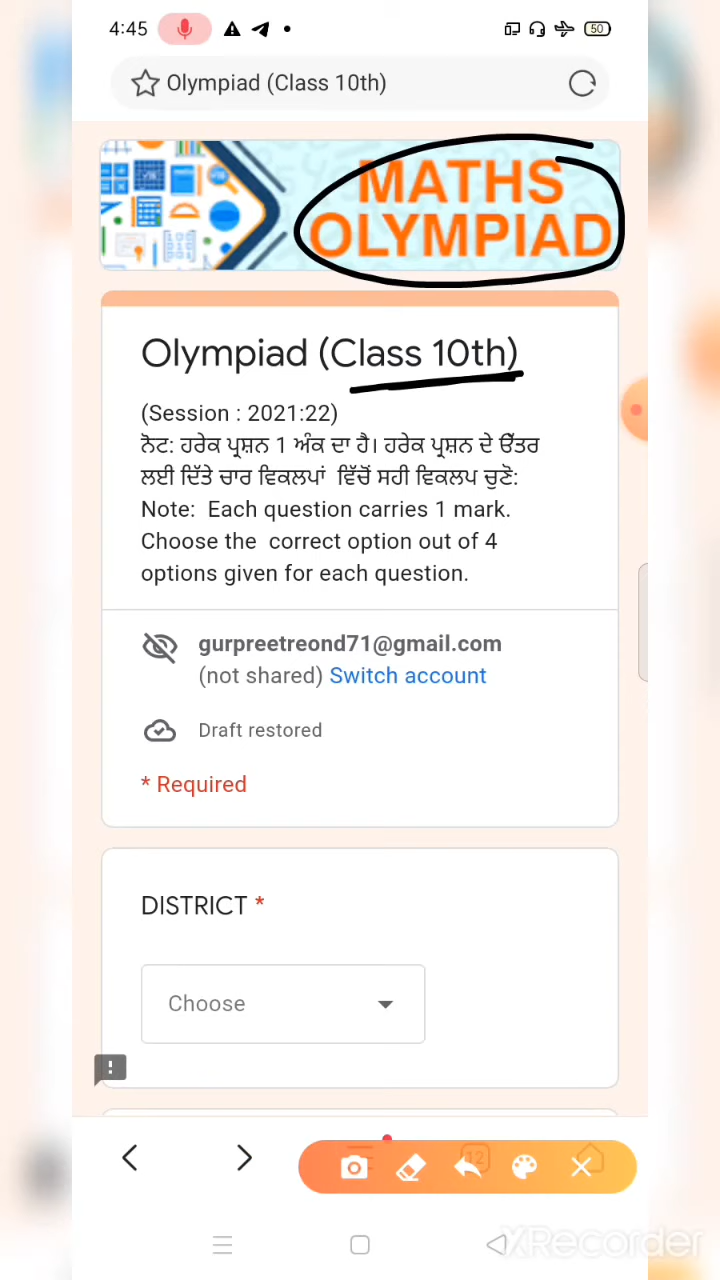 4:45
50
Olympiad (Class 10th)
MATHS
OLYMPIAD
Olympiad (Class 10th)
(Session : 2021:22)
ਨੋਟ: ਹਰੇਕ ਪ੍ਰਸ਼ਨ 1 ਅੰਕ ਦਾ ਹੈ। ਹਰੇਕ ਪ੍ਰਸ਼ਨ ਦੇ ਉੱਤਰ
ਲਈ ਦਿੱਤੇ ਚਾਰ ਵਿਕਲਪਾਂ ਵਿੱਚੋਂ ਸਹੀ ਵਿਕਲਪ ਚੁਣੋ:
Note: Each question carries 1 mark.
Choose the correct option out of 4
options given for each question.
gurpreetreond71@gmail.com
(not shared) Switch account
Draft restored
* Required
DISTRICT *
Choose
12
XRecorder